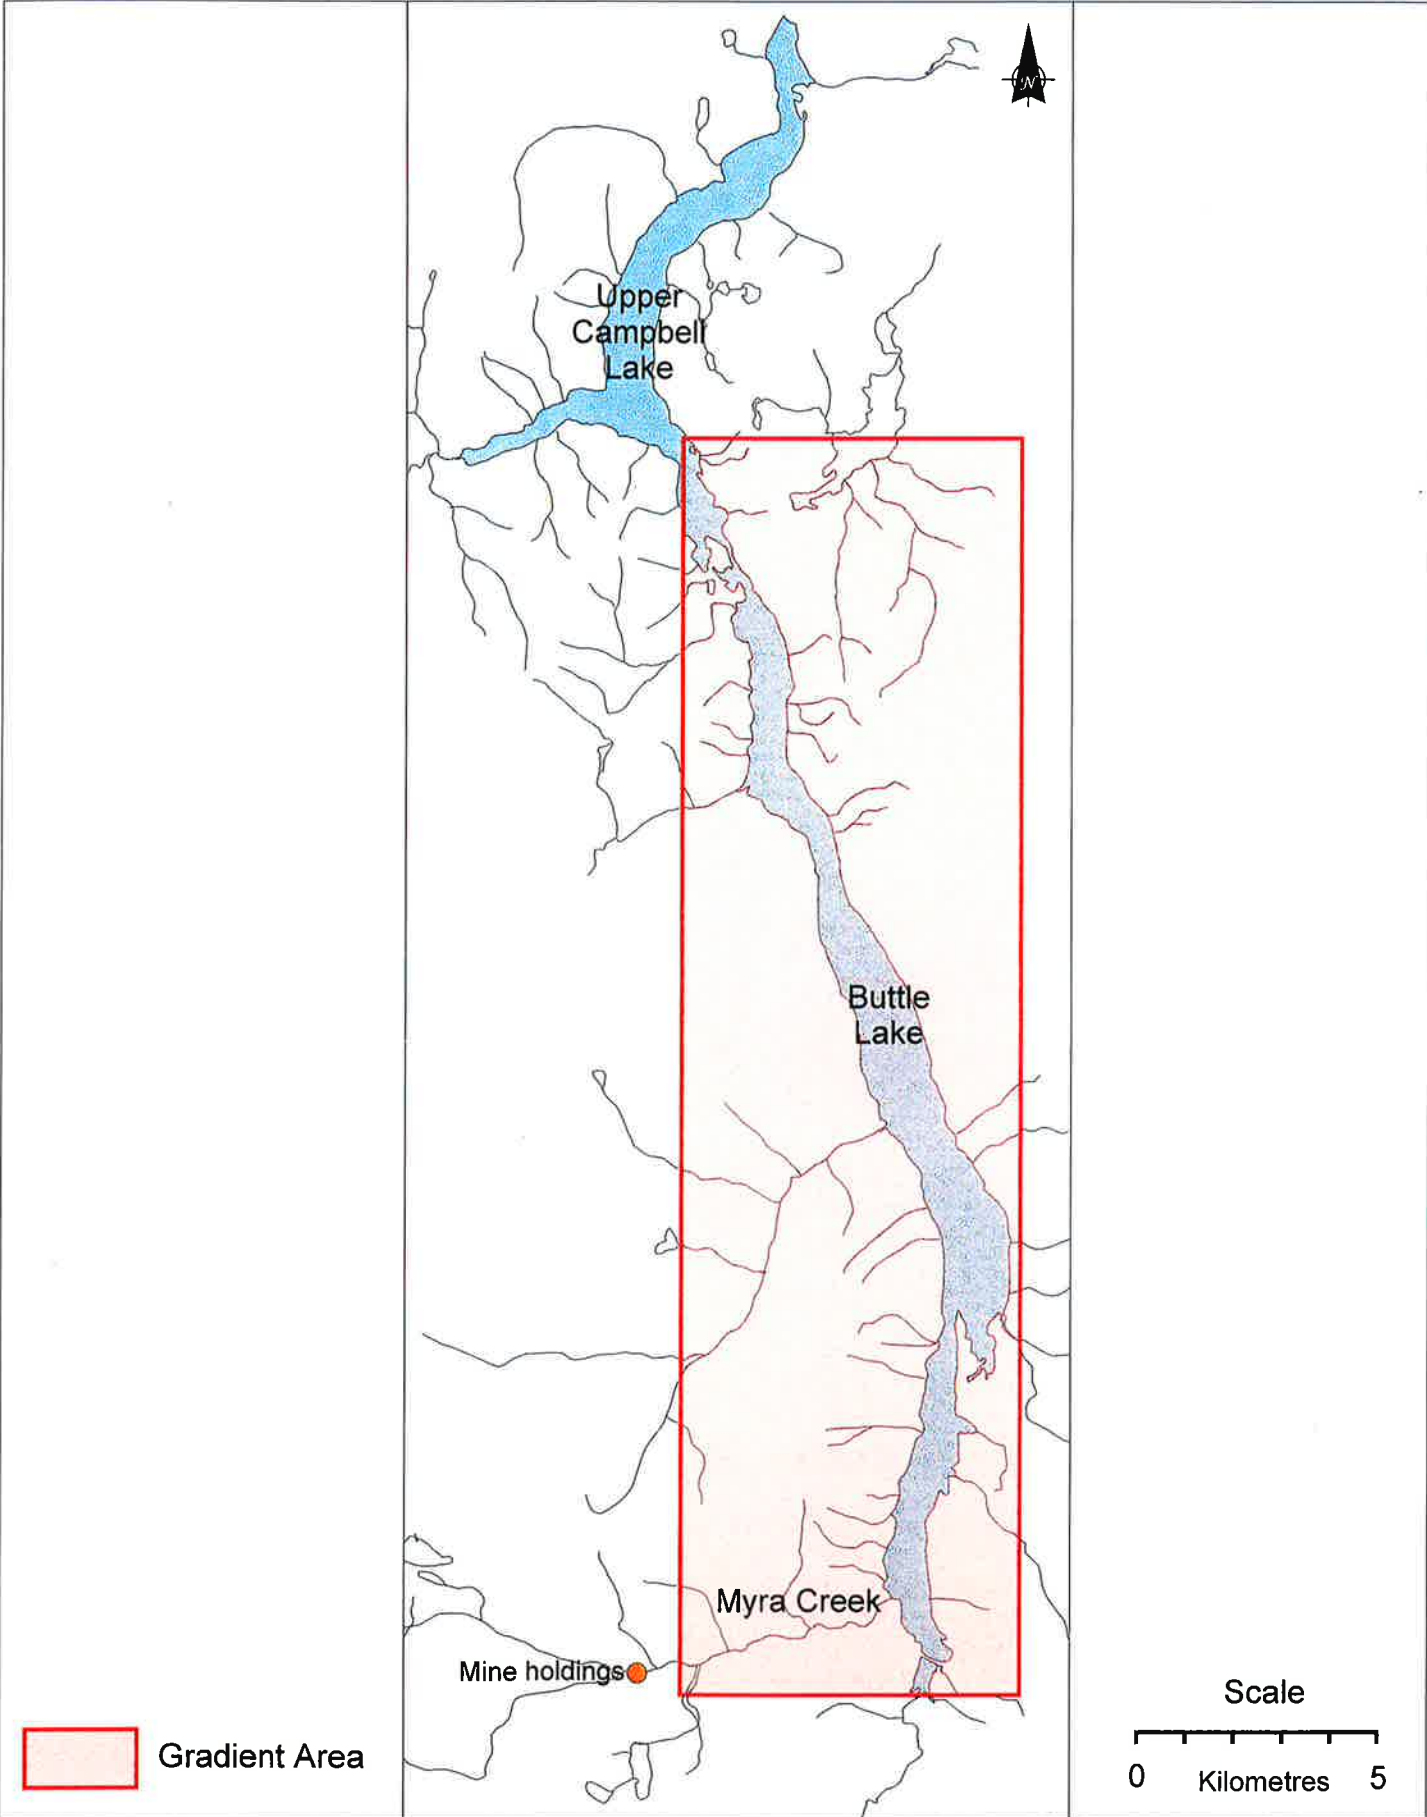 N
Upper
Campbell
Lake
Buttle
Lake
Myra Creek
Mine holdings
Gradient Area
Scale
0 Kilometres 5